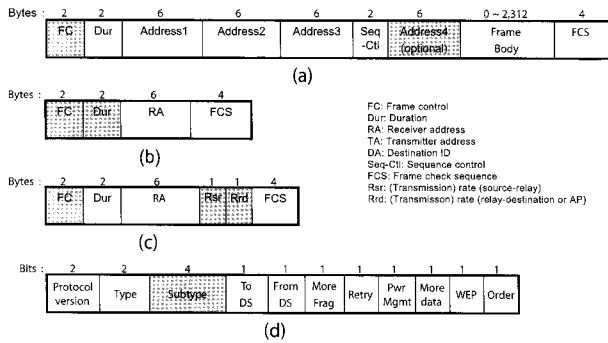 Bytes : 2 2 6 6 6 2 6 0 ~ 2,312 4
FC Dur Address1 Address2 Address3 Seq -Ctl Address4 (optional) Frame Body FCS
(a)
Bytes : 2 2 6 4
FC Dur RA FCS
(b)
Bytes : 2 2 6 1 1 4
FC Dur RA Rsr Rrd FCS
(c)
FC: Frame control
Dur: Duration
RA: Receiver address
TA: Transmitter address
DA: Destination ID
Seq-Ctl: Sequence control
FCS: Frame check sequence
Rsr: (Transmission) rate (source-relay)
Rrd: (Transmisson) rate (relay-destination or AP)
Bits : 2 2 4 1 1 1 1 1 1 1 1
Protocol version Type Subtype To DS From DS More Frag Retry Pwr Mgmt More data WEP Order
(d)